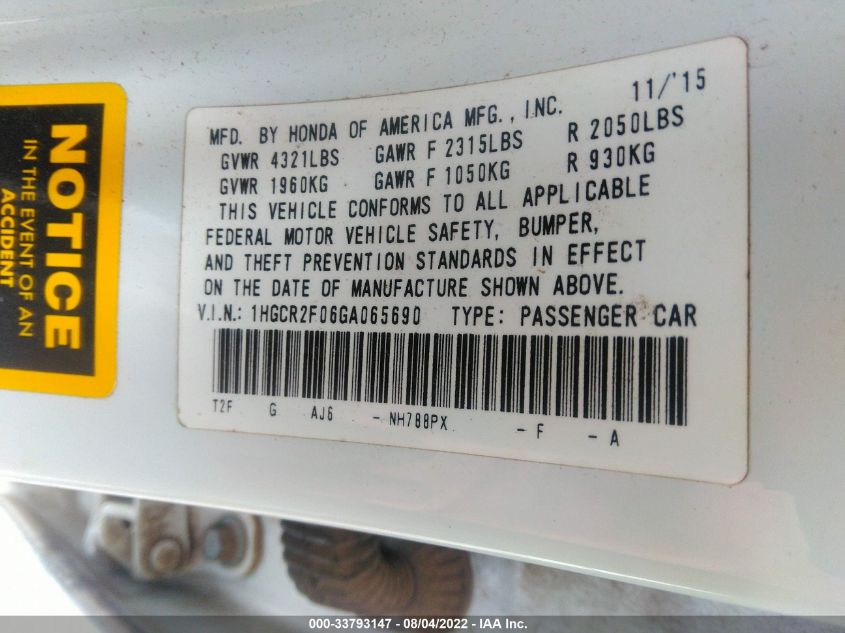 NOTICE
IN THE EVENT OF AN
ACCIDENT
11/'15
MFD. BY HONDA OF AMERICA MFG., INC.
GVWR 4321LBS GAWR F 2315LBS R 2050LBS
GVWR 1960KG GAWR F 1050KG R 930KG
THIS VEHICLE CONFORMS TO ALL APPLICABLE
FEDERAL MOTOR VEHICLE SAFETY, BUMPER,
AND THEFT PREVENTION STANDARDS IN EFFECT
ON THE DATE OF MANUFACTURE SHOWN ABOVE.
V.I.N.: 1HGCR2F06GA065690 TYPE: PASSENGER CAR
T2F G AJ6 - NH788PX - F - A
000-33793147 - 08/04/2022 - IAA Inc.